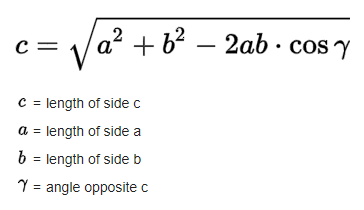 c = √(a² + b² − 2ab · cos γ
c = length of side c
a = length of side a
b = length of side b
γ = angle opposite c